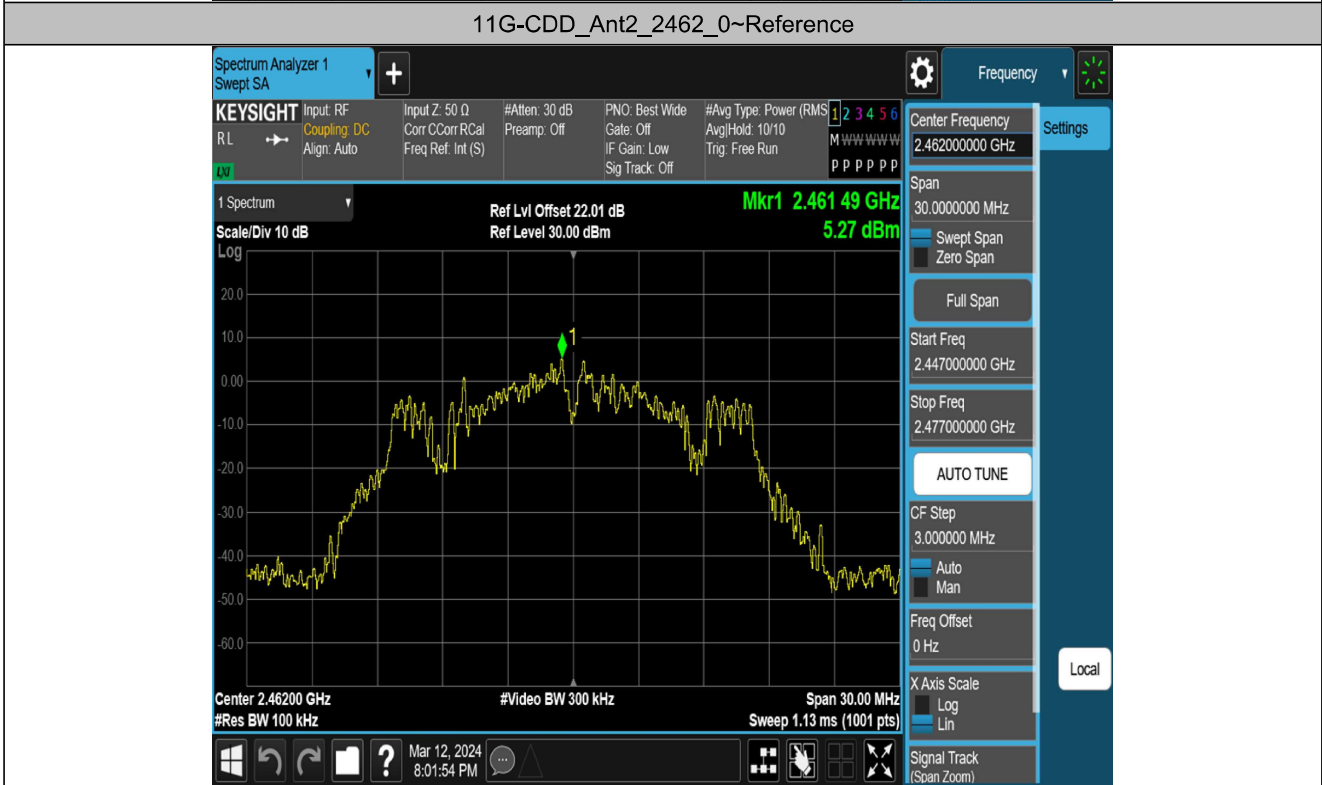 11G-CDD_Ant2_2462_0~Reference
Spectrum Analyzer 1
Swept SA
+
Frequency
KEYSIGHT
RL
LXI
Input: RF
Coupling: DC
Align: Auto
Input Z: 50 Ω
Corr CCorr RCal
Freq Ref: Int (S)
#Atten: 30 dB
Preamp: Off
PNO: Best Wide
Gate: Off
IF Gain: Low
Sig Track: Off
#Avg Type: Power (RMS
Avg|Hold: 10/10
Trig: Free Run
1 2 3 4 5 6
M W W W W W
P P P P P P
1 Spectrum
Scale/Div 10 dB
Ref Lvl Offset 22.01 dB
Ref Level 30.00 dBm
Mkr1 2.461 49 GHz
5.27 dBm
Log
20.0
10.0
0.00
-10.0
-20.0
-30.0
-40.0
-50.0
-60.0
1
Center 2.46200 GHz
#Res BW 100 kHz
#Video BW 300 kHz
Span 30.00 MHz
Sweep 1.13 ms (1001 pts)
Center Frequency
2.462000000 GHz
Settings
Span
30.0000000 MHz
Swept Span
Zero Span
Full Span
Start Freq
2.447000000 GHz
Stop Freq
2.477000000 GHz
AUTO TUNE
CF Step
3.000000 MHz
Auto
Man
Freq Offset
0 Hz
X Axis Scale
Log
Lin
Local
Signal Track
(Span Zoom)
?
Mar 12, 2024
8:01:54 PM